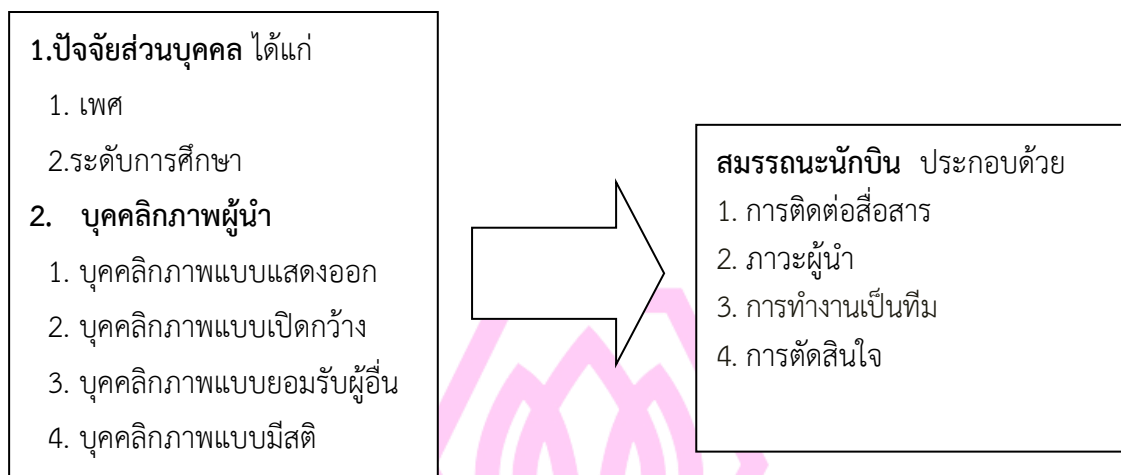 1.ปัจจัยส่วนบุคคล ได้แก่
1. เพศ
2.ระดับการศึกษา
2. บุคคลิกภาพผู้นำ
1. บุคคลิกภาพแบบแสดงออก
2. บุคคลิกภาพแบบเปิดกว้าง
3. บุคคลิกภาพแบบยอมรับผู้อื่น
4. บุคคลิกภาพแบบมีสติ
สมรรถนะนักบิน ประกอบด้วย
1. การติดต่อสื่อสาร
2. ภาวะผู้นำ
3. การทำงานเป็นทีม
4. การตัดสินใจ